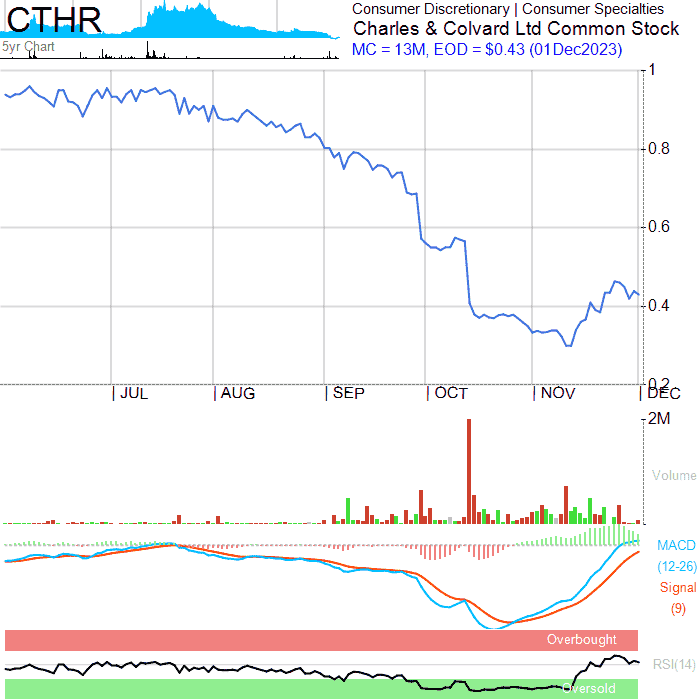 CTHR
5yr Chart
Consumer Discretionary | Consumer Specialties
Charles & Colvard Ltd Common Stock
MC = 13M, EOD = $0.43 (01Dec2023)
1
0.8
0.6
0.4
0.2
JUL AUG SEP OCT NOV DEC
2M
Volume
MACD
(12-26)
Signal
(9)
Overbought
RSI(14)
Oversold